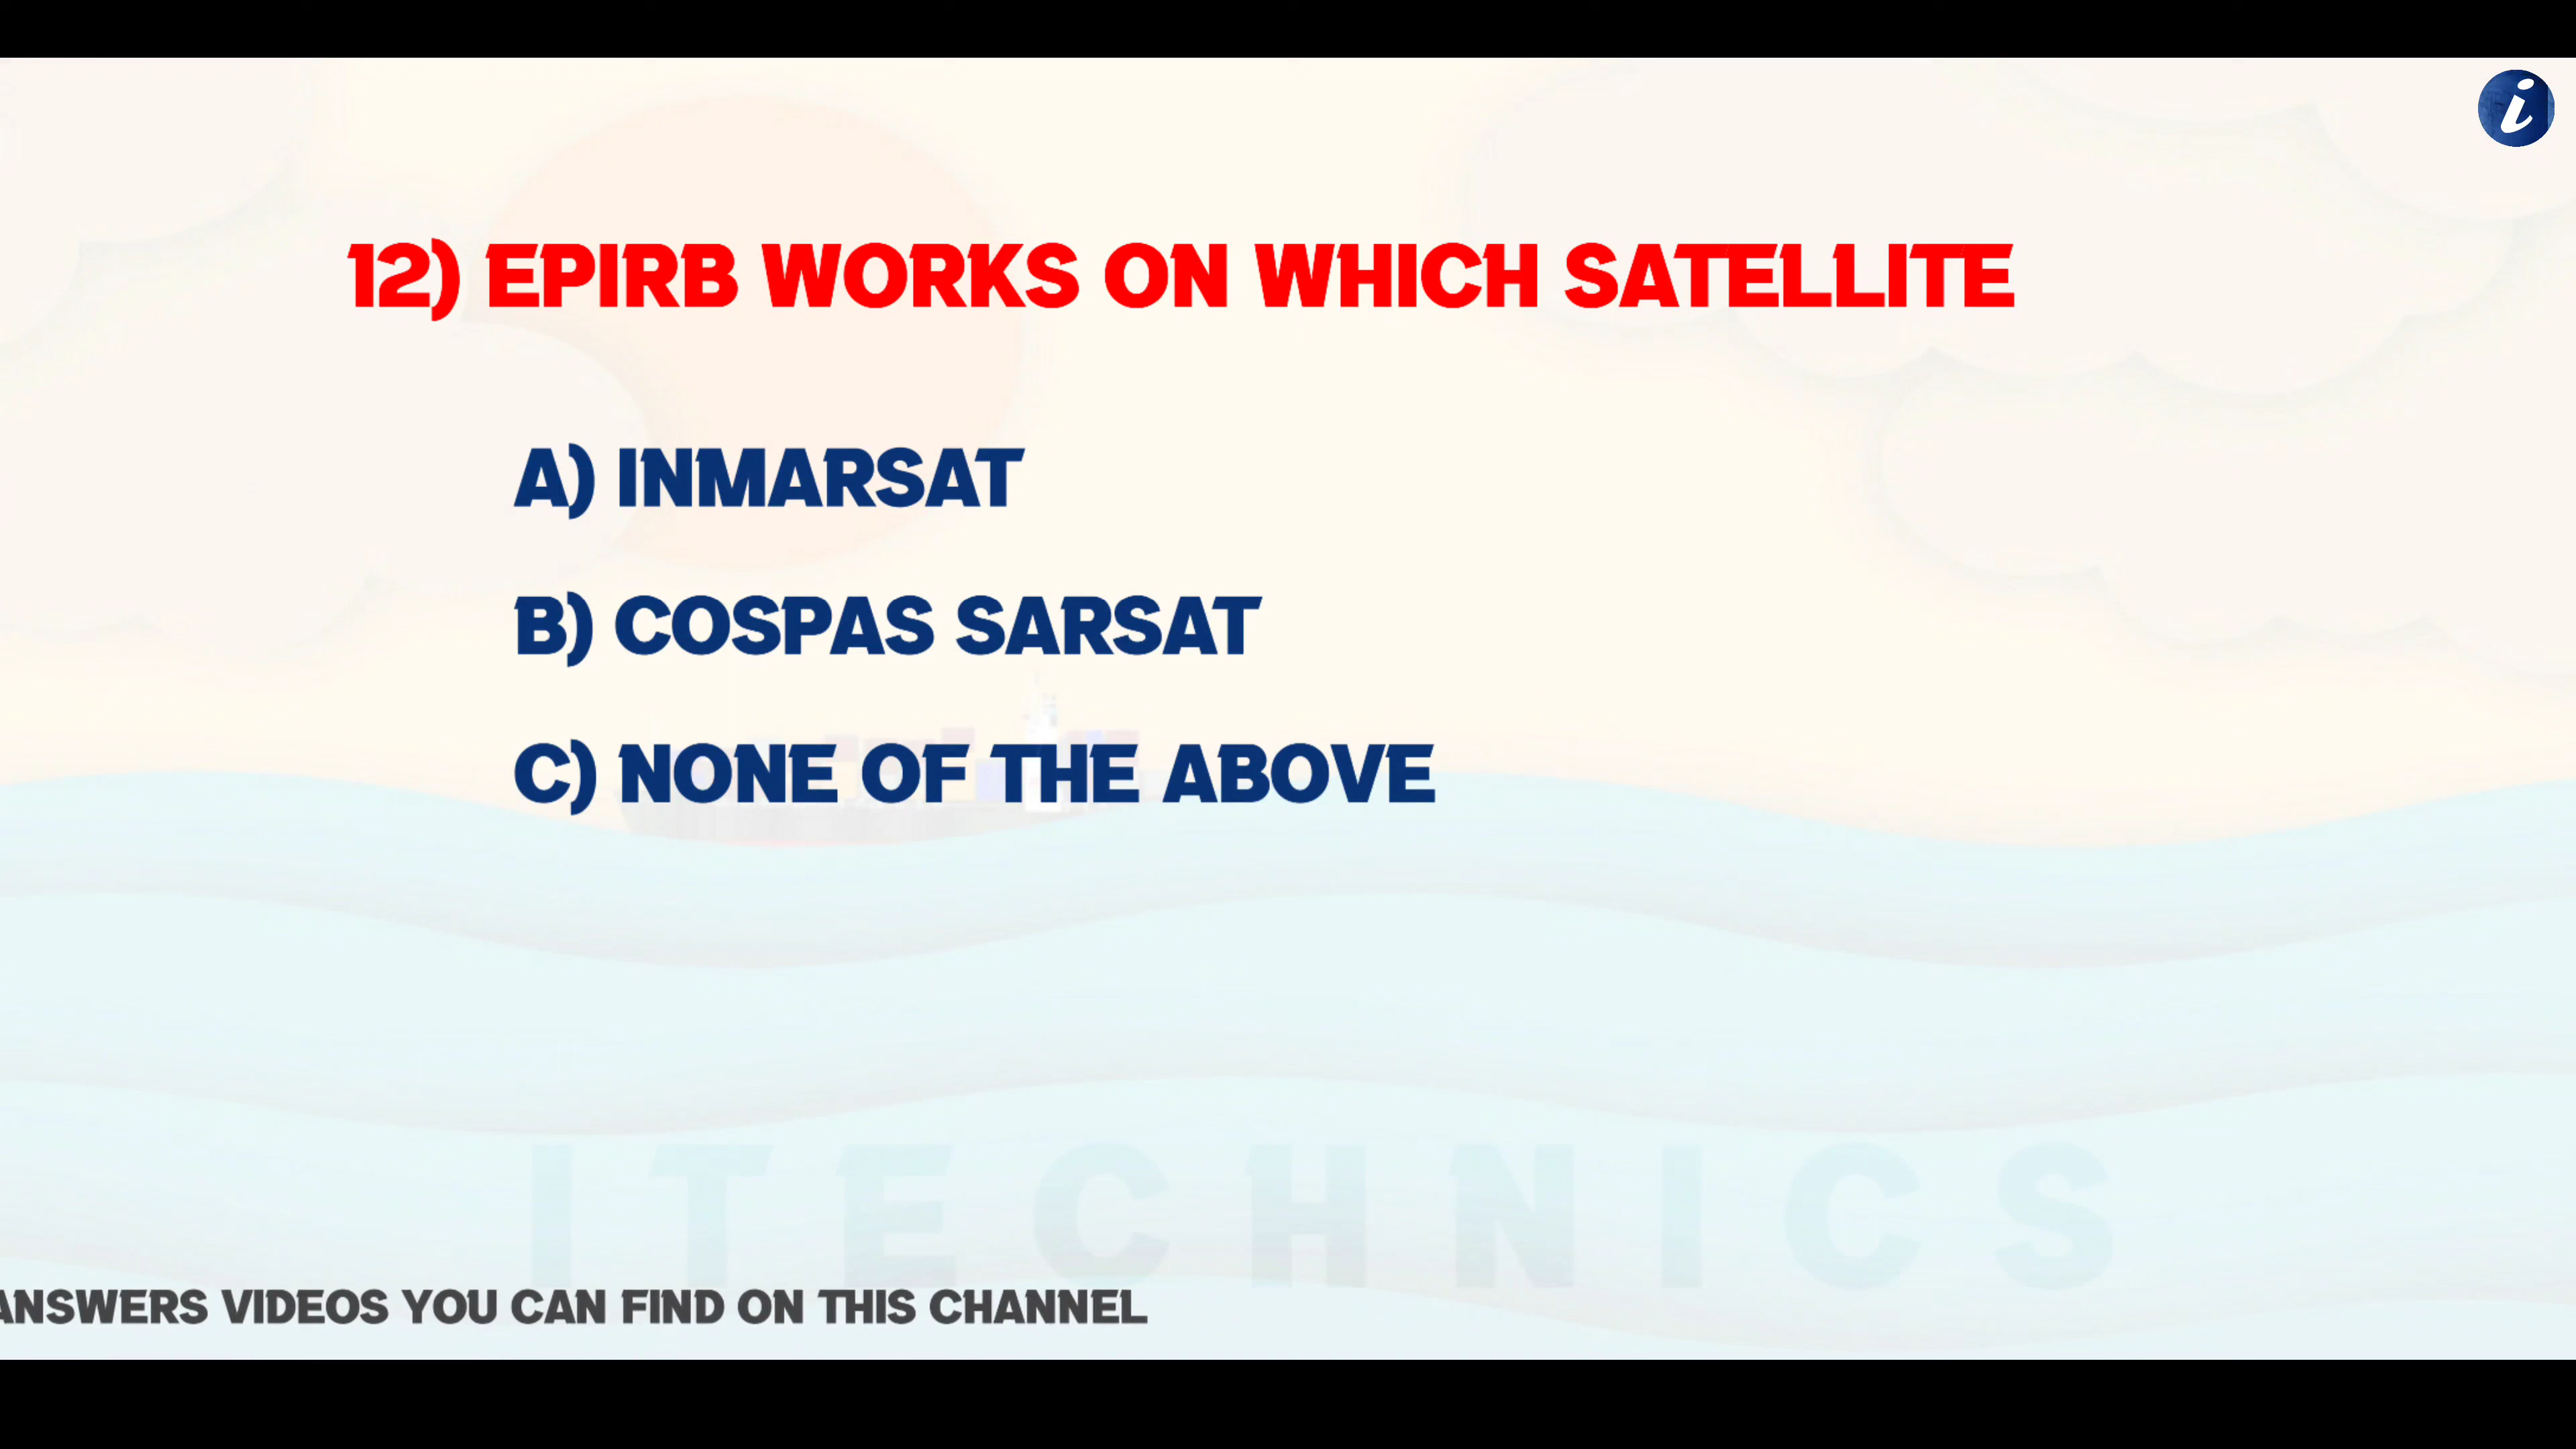 i
12) EPIRB WORKS ON WHICH SATELLITE
A) INMARSAT
B) COSPAS SARSAT
C) NONE OF THE ABOVE
ITECHNICS
ANSWERS VIDEOS YOU CAN FIND ON THIS CHANNEL